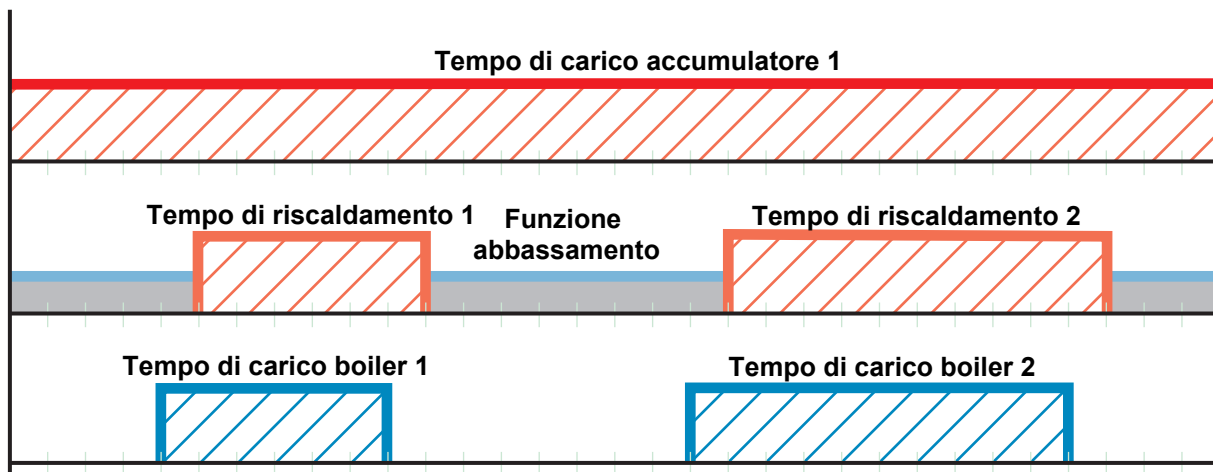 Tempo di carico accumulatore 1
Tempo di riscaldamento 1
Funzione
abbassamento
Tempo di riscaldamento 2
Tempo di carico boiler 1
Tempo di carico boiler 2